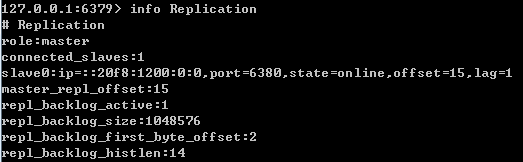 127.0.0.1:6379> info Replication
# Replication
role:master
connected_slaves:1
slave0:ip=::20f8:1200:0:0,port=6380,state=online,offset=15,lag=1
master_repl_offset:15
repl_backlog_active:1
repl_backlog_size:1048576
repl_backlog_first_byte_offset:2
repl_backlog_histlen:14